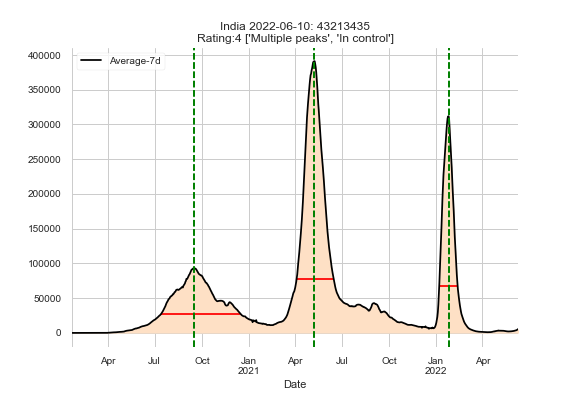 India 2022-06-10: 43213435
Rating:4 ['Multiple peaks', 'In control']
Average-7d
400000
350000
300000
250000
200000
150000
100000
50000
0
Apr Jul Oct Jan Apr Jul Oct Jan Apr
2021 2022
Date